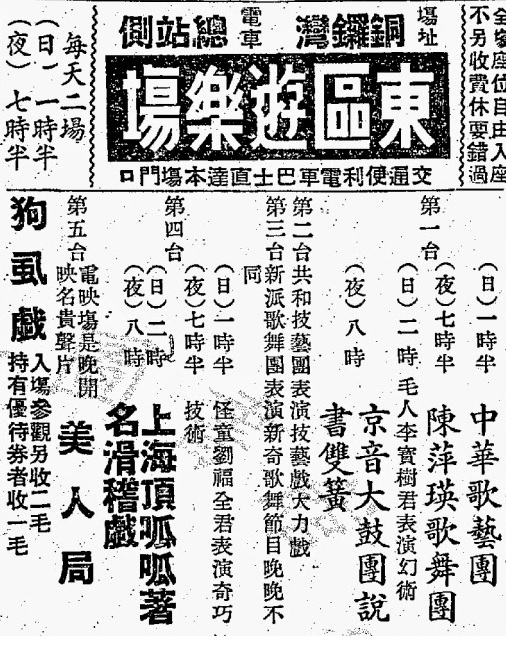 全塲座位自由入座
不另收費休要錯過
塲址
銅鑼灣
電車
總站側
東區遊樂塲
交通便利電車巴士直達本塲門口
每天二塲
（日）一時半
（夜）七時半
第一台
（日）一時半 中華歌藝團
（夜）七時半 陳萍瑛歌舞團
（日）二時 毛人李寶樹君表演幻術
京音大鼓團說
（夜）八時 書雙簧
第二台 共和技藝團表演技藝戲大力戲
第三台 新派歌舞團表演新奇歌舞節目晚晚不
同
第四台
（日）一時半 怪童劉福全君表演奇巧
（夜）七時半 技術
（日）二時 上海頂呱呱著
（夜）八時 名滑稽戲
第五台 電映塲是晚開
映名貴聲片 美人局
狗虱戲 入塲參觀另收二毛
持有優待券者收一毛